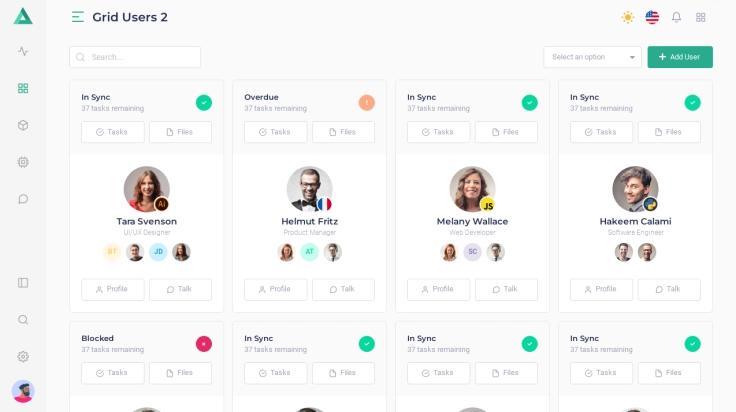 Grid Users 2
Search...
Select an option
Add User
In Sync
37 tasks remaining
Tasks
Files
Ai
Tara Svenson
UI/UX Designer
BT
JD
Profile
Talk
Overdue
37 tasks remaining
Tasks
Files
Helmut Fritz
Product Manager
AT
Profile
Talk
In Sync
37 tasks remaining
Tasks
Files
JS
Melany Wallace
Web Developer
SC
Profile
Talk
In Sync
37 tasks remaining
Tasks
Files
Hakeem Calami
Software Engineer
Profile
Talk
Blocked
37 tasks remaining
Tasks
Files
In Sync
37 tasks remaining
Tasks
Files
In Sync
37 tasks remaining
Tasks
Files
In Sync
37 tasks remaining
Tasks
Files